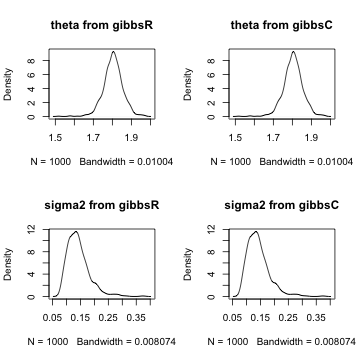 theta from gibbsR
theta from gibbsC
Density
0 2 4 6 8
1.5 1.7 1.9
N = 1000 Bandwidth = 0.01004
Density
0 2 4 6 8
1.5 1.7 1.9
N = 1000 Bandwidth = 0.01004
sigma2 from gibbsR
sigma2 from gibbsC
Density
0 4 8 12
0.05 0.15 0.25 0.35
N = 1000 Bandwidth = 0.008074
Density
0 4 8 12
0.05 0.15 0.25 0.35
N = 1000 Bandwidth = 0.008074